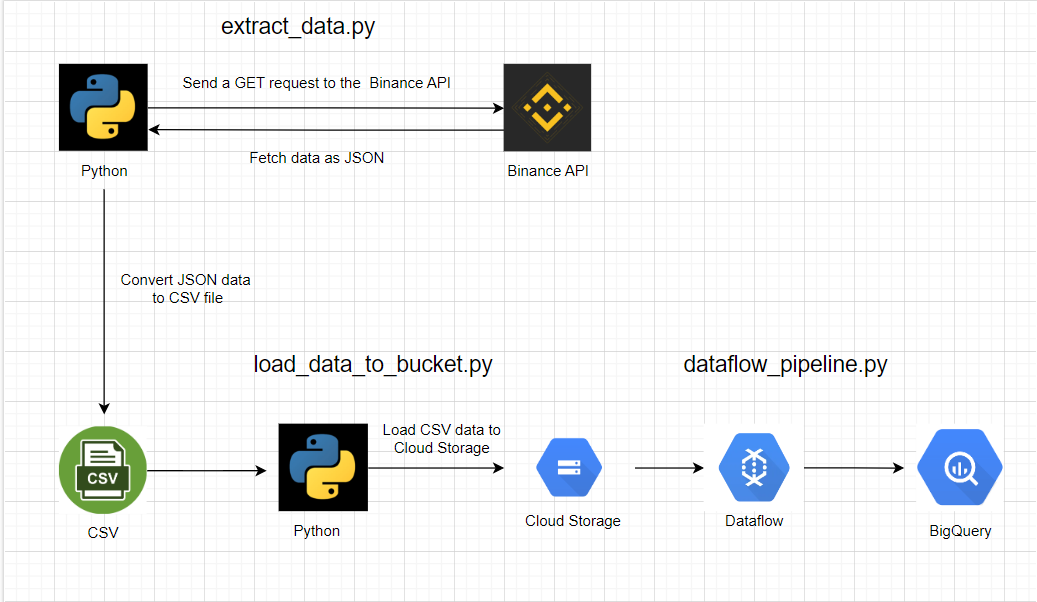 extract_data.py
Send a GET request to the  Binance API
Fetch data as JSON
Python
Binance API
Convert JSON data
to CSV file
load_data_to_bucket.py
dataflow_pipeline.py
Load CSV data to
Cloud Storage
CSV
CSV
Python
Cloud Storage
Dataflow
BigQuery